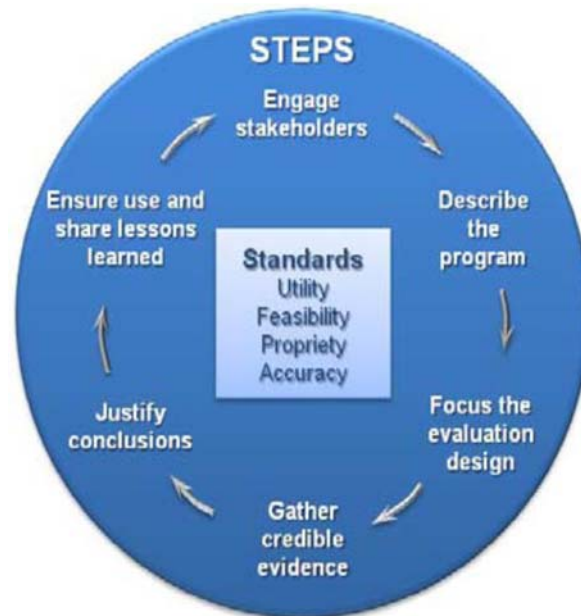 STEPS
Engage
stakeholders
Describe
the
program
Focus the
evaluation
design
Gather
credible
evidence
Justify
conclusions
Ensure use and
share lessons
learned
Standards
Utility
Feasibility
Propriety
Accuracy